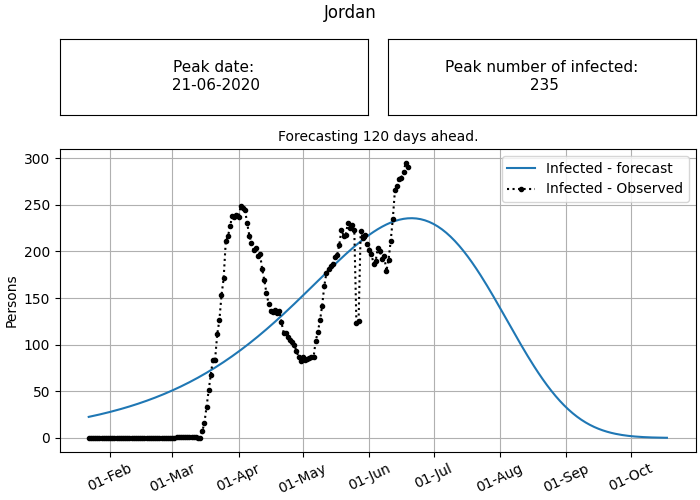 Jordan
Peak date:
21-06-2020
Peak number of infected:
235
Forecasting 120 days ahead.
Infected - forecast
Infected - Observed
Persons
300
250
200
150
100
50
0
01-Feb
01-Mar
01-Apr
01-May
01-Jun
01-Jul
01-Aug
01-Sep
01-Oct